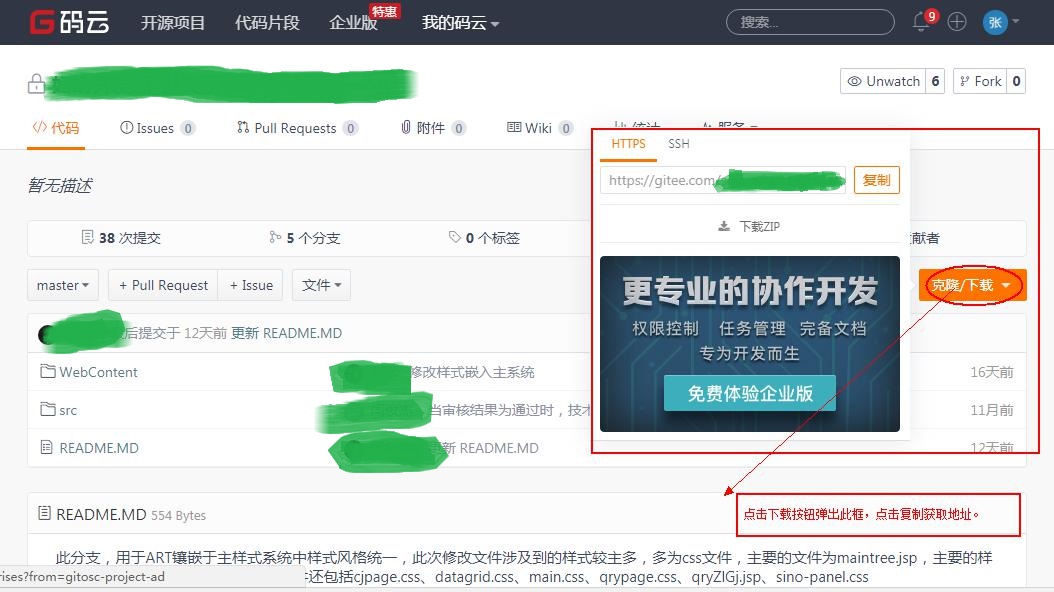 码云 开源项目 代码片段 企业版 特惠 我的码云 搜索... 9 张
Unwatch 6 Fork 0
代码 Issues 0 Pull Requests 0 附件 0 Wiki 0 统计 服务
HTTPS SSH
暂无描述
https://gitee.com/ 复制
下载ZIP
38 次提交 5 个分支 0 个标签 献者
master + Pull Request + Issue 文件 克隆/下载
更专业的协作开发
权限控制 任务管理 完备文档
专为开发而生
免费体验企业版
后提交于 12天前 更新 README.MD
WebContent 修改样式嵌入主系统 16天前
src 当审核结果为通过时，技术 11月前
README.MD 更新 README.MD 12天前
点击下载按钮弹出此框，点击复制获取地址。
README.MD 554 Bytes
此分支，用于ART镶嵌于主样式系统中样式风格统一，此次修改文件涉及到的样式较主多，多为css文件，主要的文件为maintree.jsp，主要的样
rises?from=gitosc-project-ad 件还包括cjpage.css、datagrid.css、main.css、qrypage.css、qryZIGj.jsp、sino-panel.css